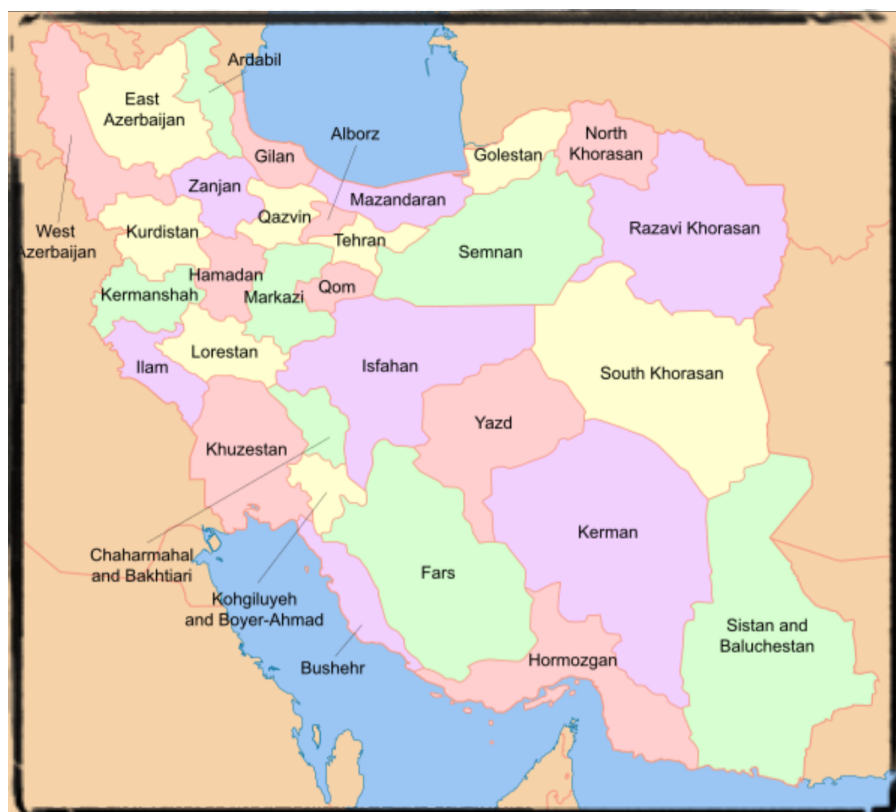 Ardabil
East
Azerbaijan
Alborz
North
Khorasan
Golestan
Gilan
Zanjan
Mazandaran
Qazvin
West
Azerbaijan
Kurdistan
Tehran
Semnan
Razavi Khorasan
Hamadan
Kermanshah
Markazi
Qom
Lorestan
Ilam
Isfahan
South Khorasan
Yazd
Khuzestan
Kerman
Chaharmahal
and Bakhtiari
Fars
Kohgiluyeh
and Boyer-Ahmad
Sistan and
Baluchestan
Hormozgan
Bushehr